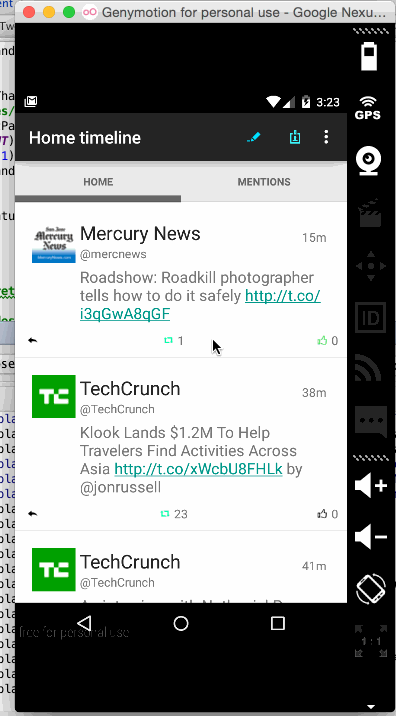 Genymotion for personal use - Google Nexu...
3:23
GPS
Home timeline
HOME
MENTIONS
San Jose
Mercury
News
MercuryNews.com
Mercury News
15m
@mercnews
Roadshow: Roadkill photographer
tells how to do it safely http://t.co/
i3qGwA8qGF
1
0
TechCrunch
38m
@TechCrunch
Klook Lands $1.2M To Help
Travelers Find Activities Across
Asia http://t.co/xWcbU8FHLk by
@jonrussell
23
0
TechCrunch
41m
@TechCrunch
ID
free for personal use
1:1